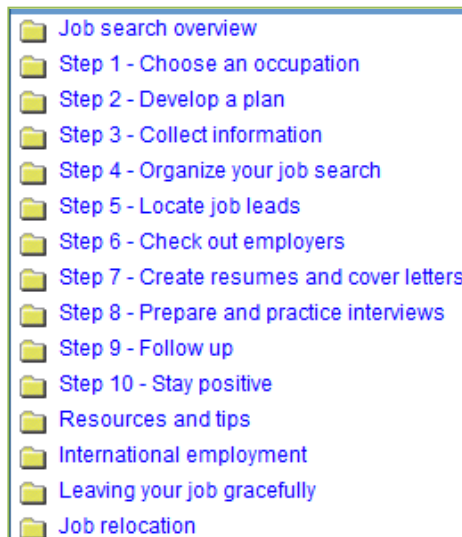 Job search overview
Step 1 - Choose an occupation
Step 2 - Develop a plan
Step 3 - Collect information
Step 4 - Organize your job search
Step 5 - Locate job leads
Step 6 - Check out employers
Step 7 - Create resumes and cover letters
Step 8 - Prepare and practice interviews
Step 9 - Follow up
Step 10 - Stay positive
Resources and tips
International employment
Leaving your job gracefully
Job relocation